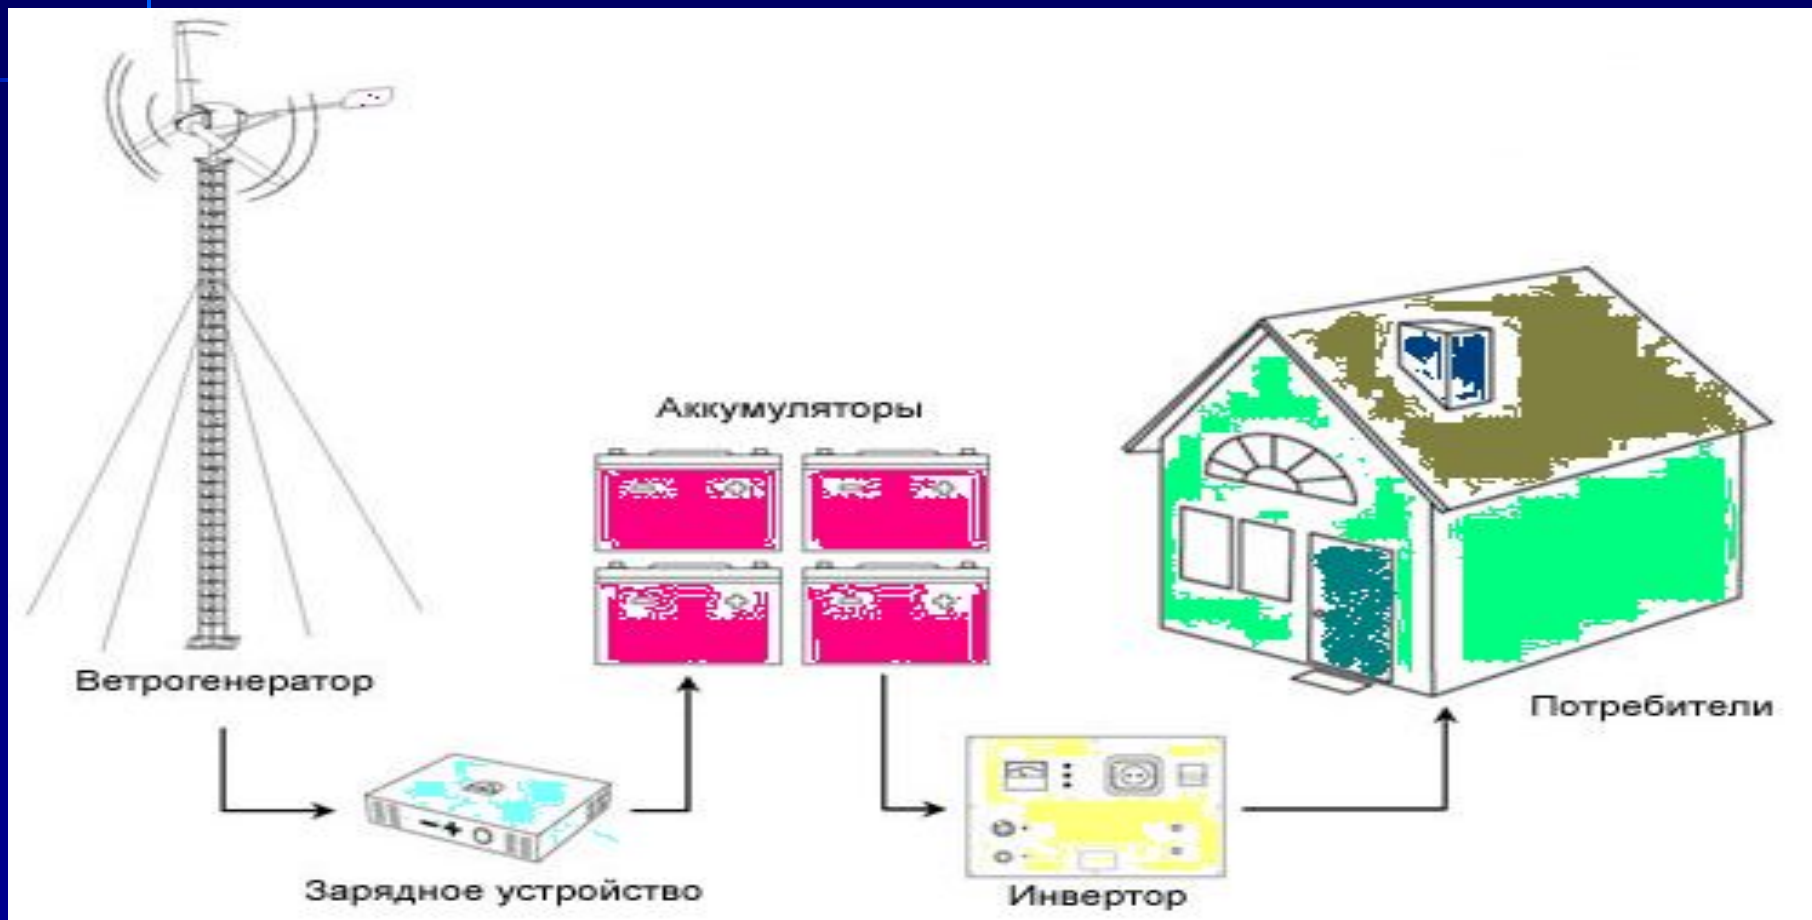 Аккумуляторы
Ветрогенератор
Потребители
Зарядное устройство
Инвертор